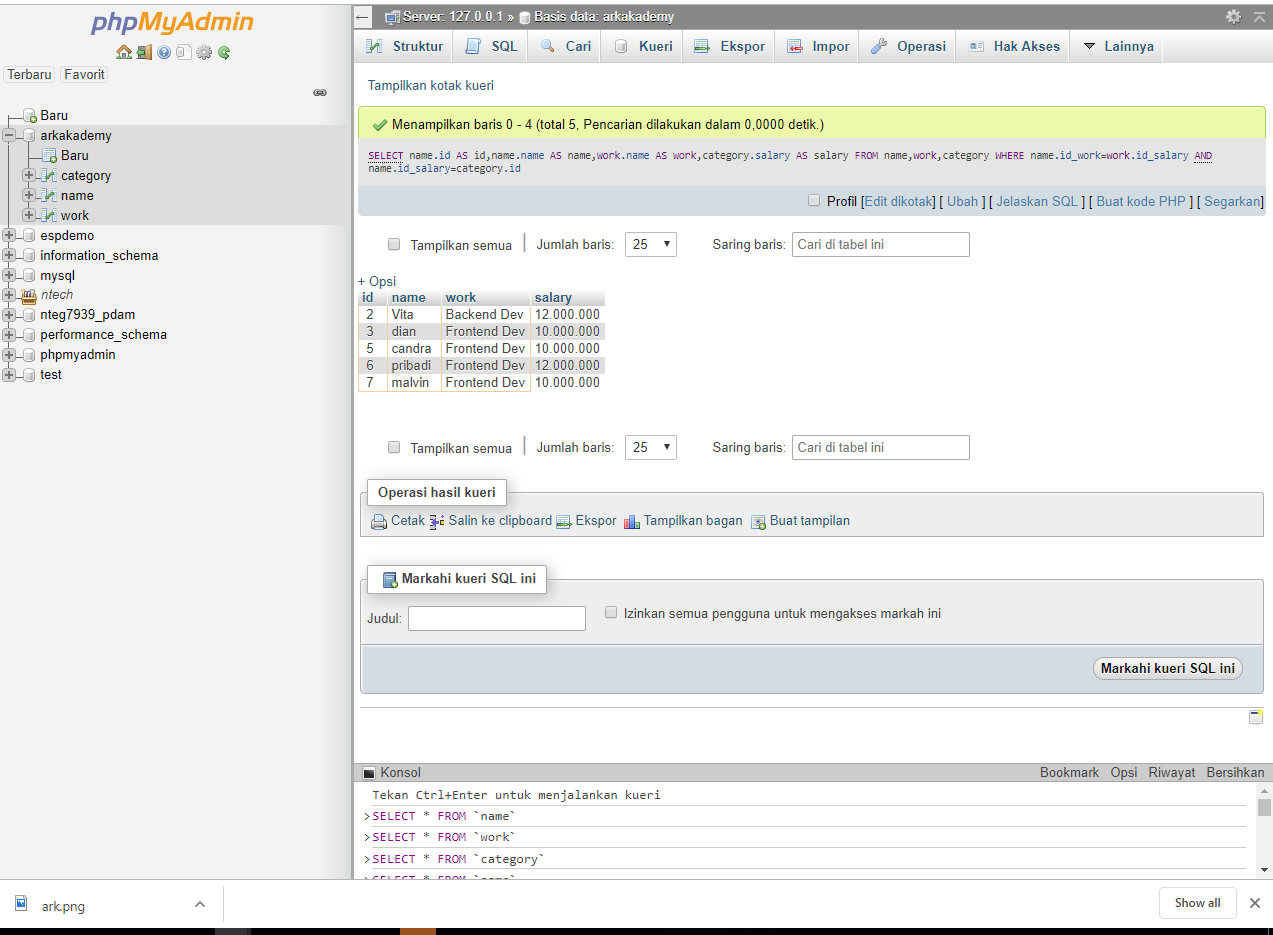 phpMyAdmin
Terbaru Favorit
Baru
arkakademy
Baru
category
name
work
espdemo
information_schema
mysql
ntech
nteg7939_pdam
performance_schema
phpmyadmin
test
Server: 127.0.0.1 » Basis data: arkakademy
Struktur SQL Cari Kueri Ekspor Impor Operasi Hak Akses Lainnya
Tampilkan kotak kueri
Menampilkan baris 0 - 4 (total 5, Pencarian dilakukan dalam 0,0000 detik.)
SELECT name.id AS id,name.name AS name,work.name AS work,category.salary AS salary FROM name,work,category WHERE name.id_work=work.id_salary AND
name.id_salary=category.id
Profil [Edit dikotak] [ Ubah ] [ Jelaskan SQL ] [ Buat kode PHP ] [ Segarkan]
Tampilkan semua | Jumlah baris: 25 Saring baris: Cari di tabel ini
+ Opsi
id name work salary
2 Vita Backend Dev 12.000.000
3 dian Frontend Dev 10.000.000
5 candra Frontend Dev 10.000.000
6 pribadi Frontend Dev 12.000.000
7 malvin Frontend Dev 10.000.000
Tampilkan semua | Jumlah baris: 25 Saring baris: Cari di tabel ini
Operasi hasil kueri
Cetak Salin ke clipboard Ekspor Tampilkan bagan Buat tampilan
Markahi kueri SQL ini
Judul: Izinkan semua pengguna untuk mengakses markah ini
Markahi kueri SQL ini
Konsol Bookmark Opsi Riwayat Bersihkan
Tekan Ctrl+Enter untuk menjalankan kueri
>SELECT * FROM `name`
>SELECT * FROM `work`
>SELECT * FROM `category`
>SELECT * FROM `name`
ark.png Show all